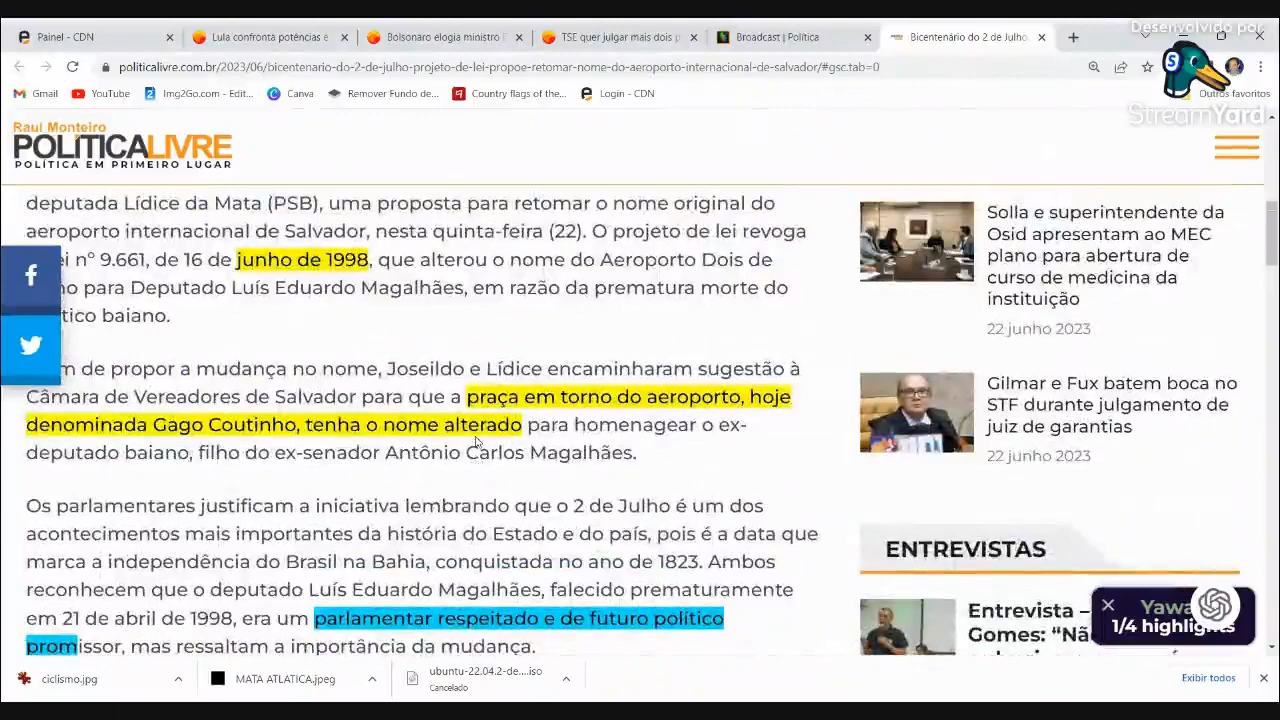 Desenvolvido por
StreamYard
Painel - CDN
Lula confronta potências e
Bolsonaro elogia ministro E
TSE quer julgar mais dois p
Broadcast | Política
Bicentenário do 2 de Julho
politicalivre.com.br/2023/06/bicentenario-do-2-de-julho-projeto-de-lei-propoe-retomar-nome-do-aeroporto-internacional-de-salvador/#gsc.tab=0
Gmail
YouTube
Img2Go.com - Edit...
Canva
Remover Fundo de...
Country flags of the...
Login - CDN
Outros favoritos
Raul Monteiro
POLÍTICALIVRE
POLÍTICA EM PRIMEIRO LUGAR
deputada Lídice da Mata (PSB), uma proposta para retomar o nome original do
aeroporto internacional de Salvador, nesta quinta-feira (22). O projeto de lei revoga
ei nº 9.661, de 16 de junho de 1998, que alterou o nome do Aeroporto Dois de
ho para Deputado Luís Eduardo Magalhães, em razão da prematura morte do
tico baiano.
m de propor a mudança no nome, Joseildo e Lídice encaminharam sugestão à
Câmara de Vereadores de Salvador para que a praça em torno do aeroporto, hoje
denominada Gago Coutinho, tenha o nome alterado para homenagear o ex-
deputado baiano, filho do ex-senador Antônio Carlos Magalhães.
Os parlamentares justificam a iniciativa lembrando que o 2 de Julho é um dos
acontecimentos mais importantes da história do Estado e do país, pois é a data que
marca a independência do Brasil na Bahia, conquistada no ano de 1823. Ambos
reconhecem que o deputado Luís Eduardo Magalhães, falecido prematuramente
em 21 de abril de 1998, era um parlamentar respeitado e de futuro político
promissor, mas ressaltam a importância da mudança.
Solla e superintendente da
Osid apresentam ao MEC
plano para abertura de
curso de medicina da
instituição
22 junho 2023
Gilmar e Fux batem boca no
STF durante julgamento de
juiz de garantias
22 junho 2023
ENTREVISTAS
Entrevista –
Gomes: “Nã
Yawa
1/4 highlights
ciclismo.jpg
MATA ATLATICA.jpeg
ubuntu-22.04.2-de....iso
Cancelado
Exibir todos